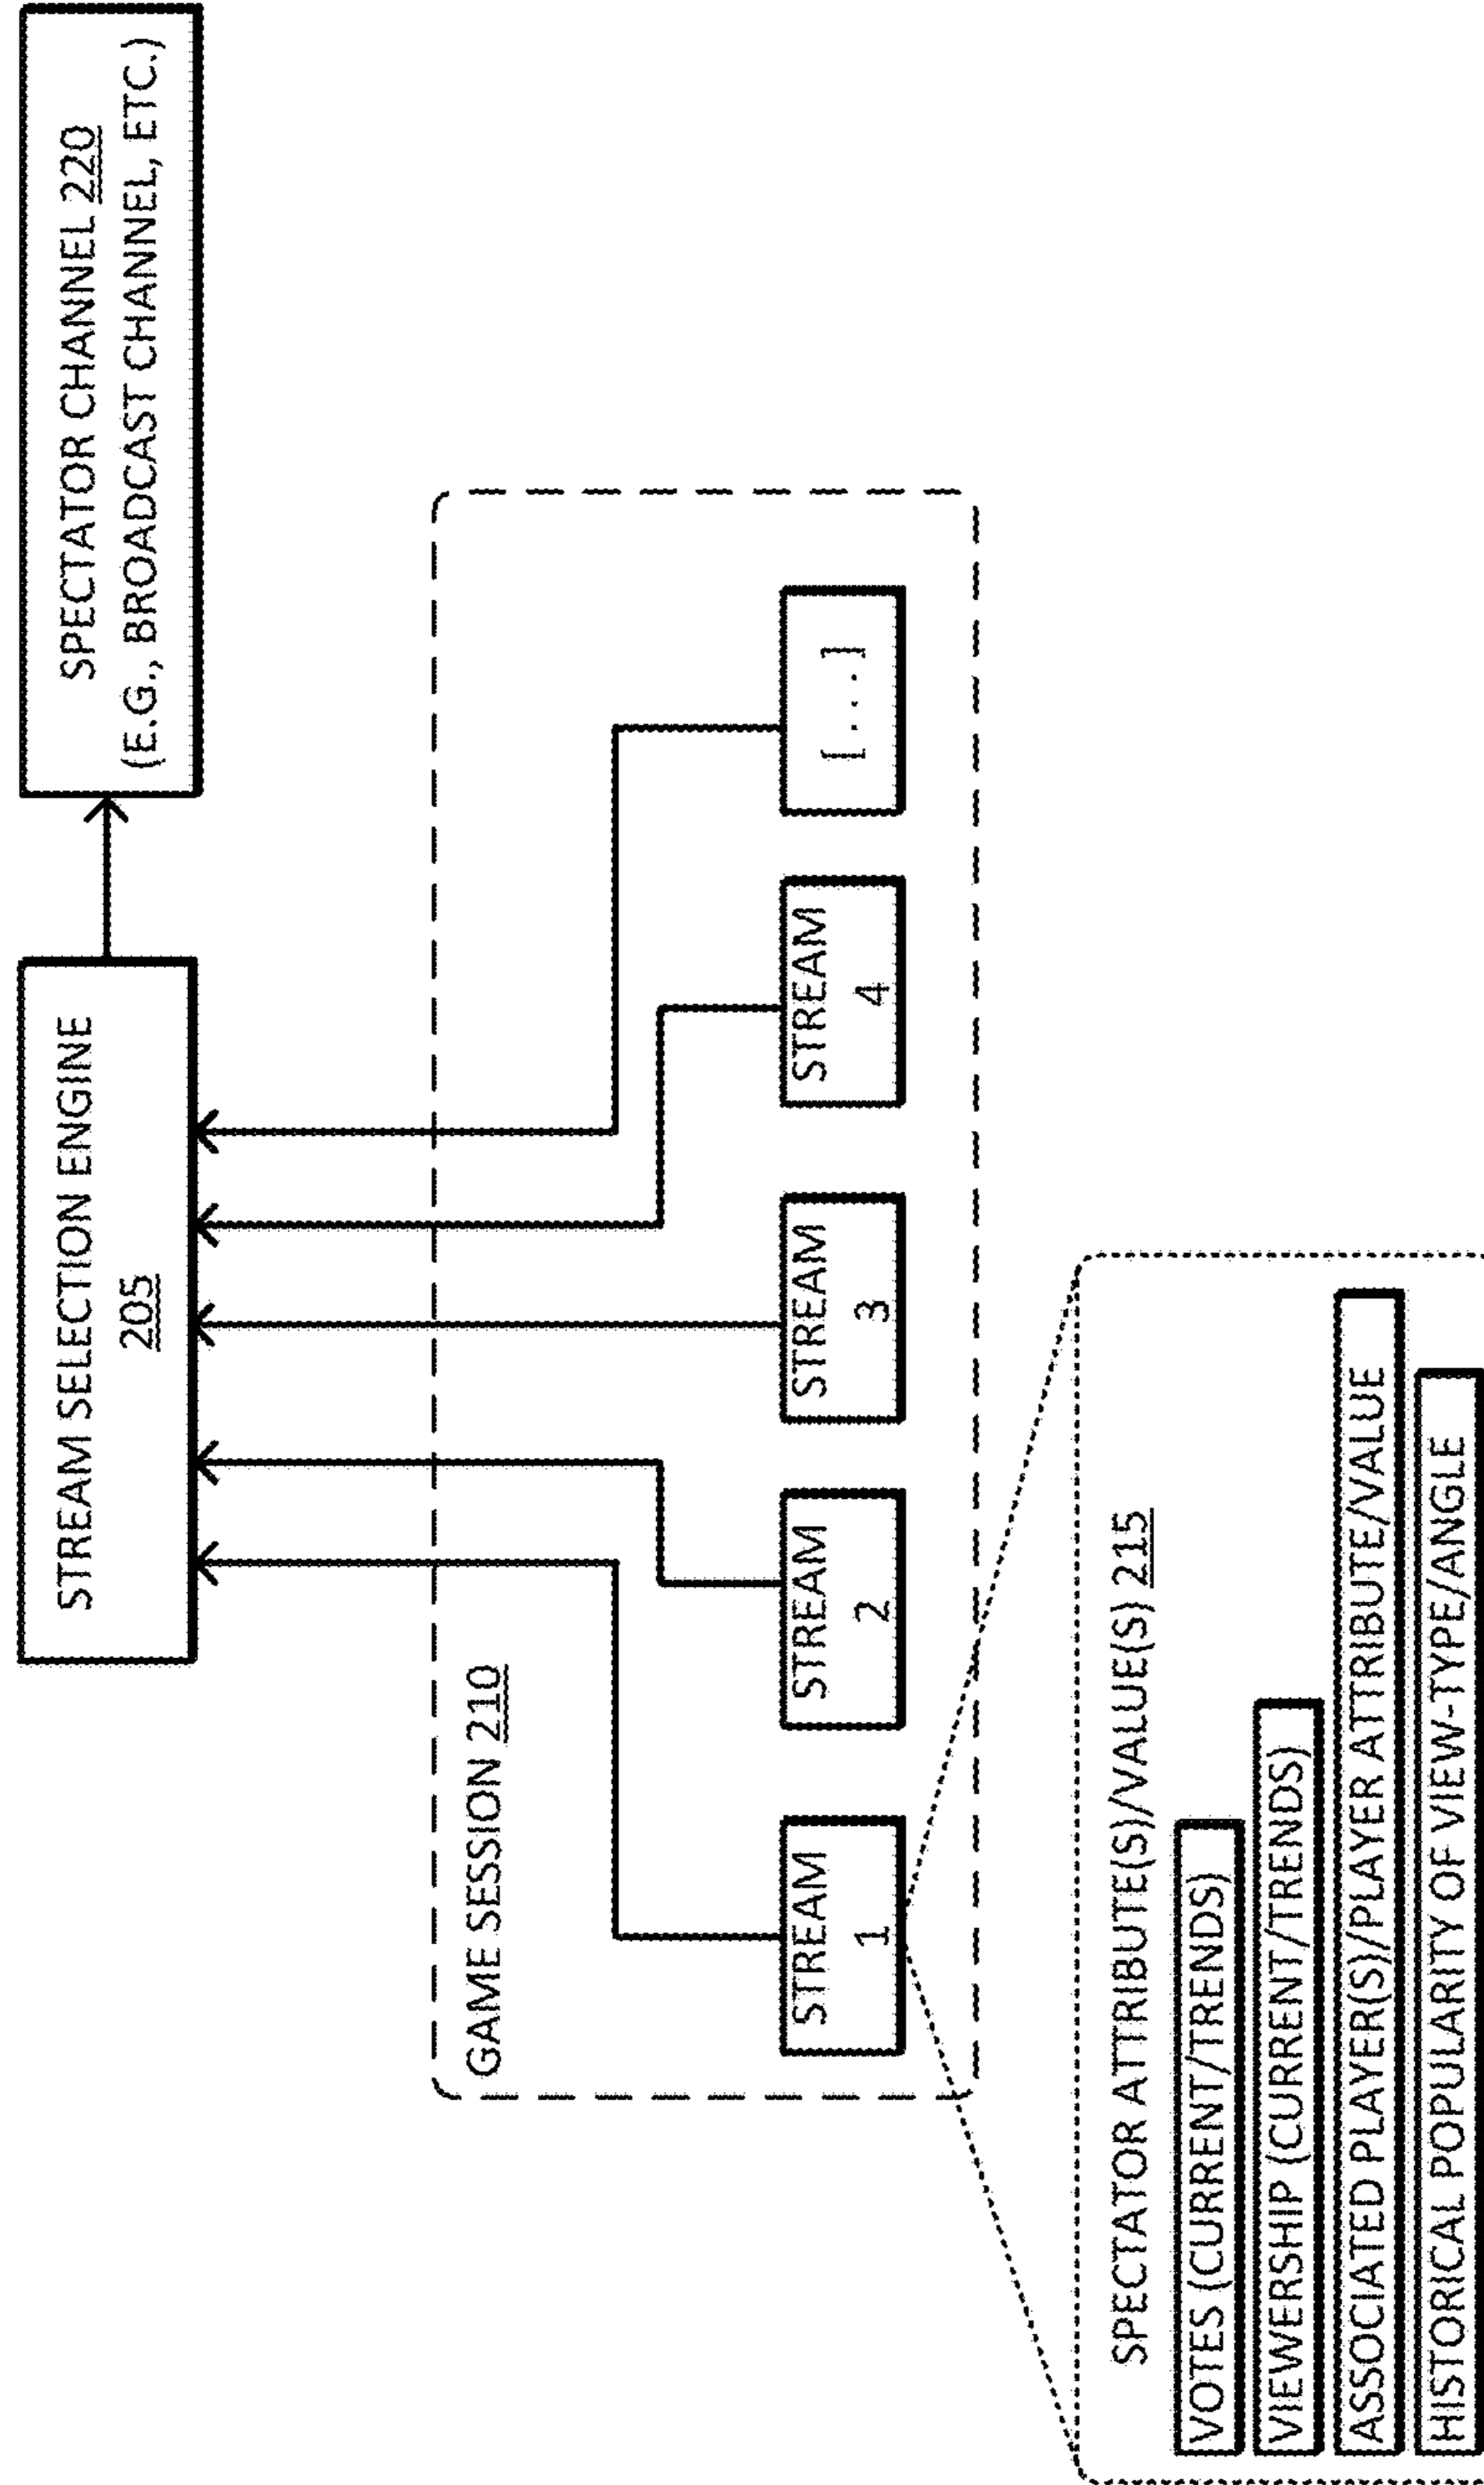 STREAM SELECTION ENGINE
205
SPECTATOR CHANNEL 220
(E.G., BROADCAST CHANNEL, ETC.)
GAME SESSION 210
STREAM
1
STREAM
2
STREAM
3
STREAM
4
[...]
SPECTATOR ATTRIBUTE(S)/VALUE(S) 215
VOTES (CURRENT/TRENDS)
VIEWERSHIP (CURRENT/TRENDS)
ASSOCIATED PLAYER(S)/PLAYER ATTRIBUTE/VALUE
HISTORICAL POPULARITY OF VIEW-TYPE/ANGLE